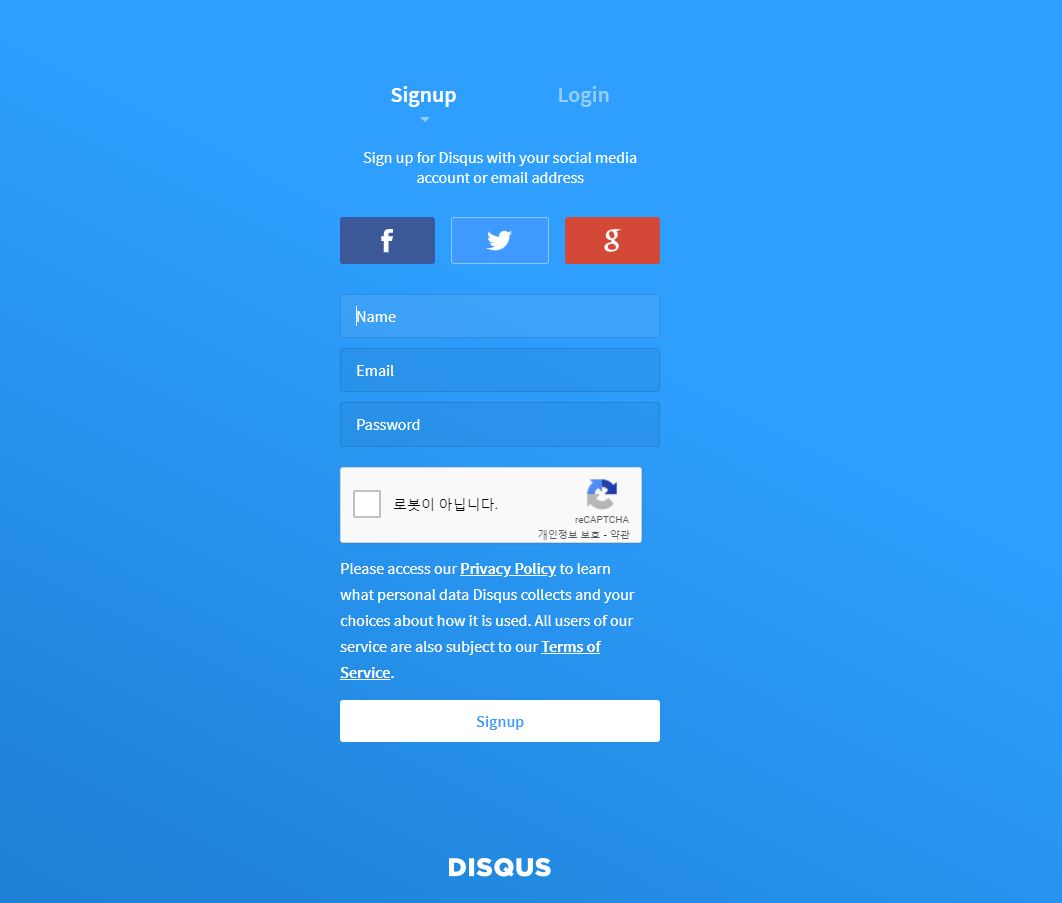 Signup
Login
Sign up for Disqus with your social media
account or email address
Name
Email
Password
로봇이 아닙니다.
reCAPTCHA
개인정보 보호 - 약관
Please access our Privacy Policy to learn
what personal data Disqus collects and your
choices about how it is used. All users of our
service are also subject to our Terms of
Service.
Signup
DISQUS